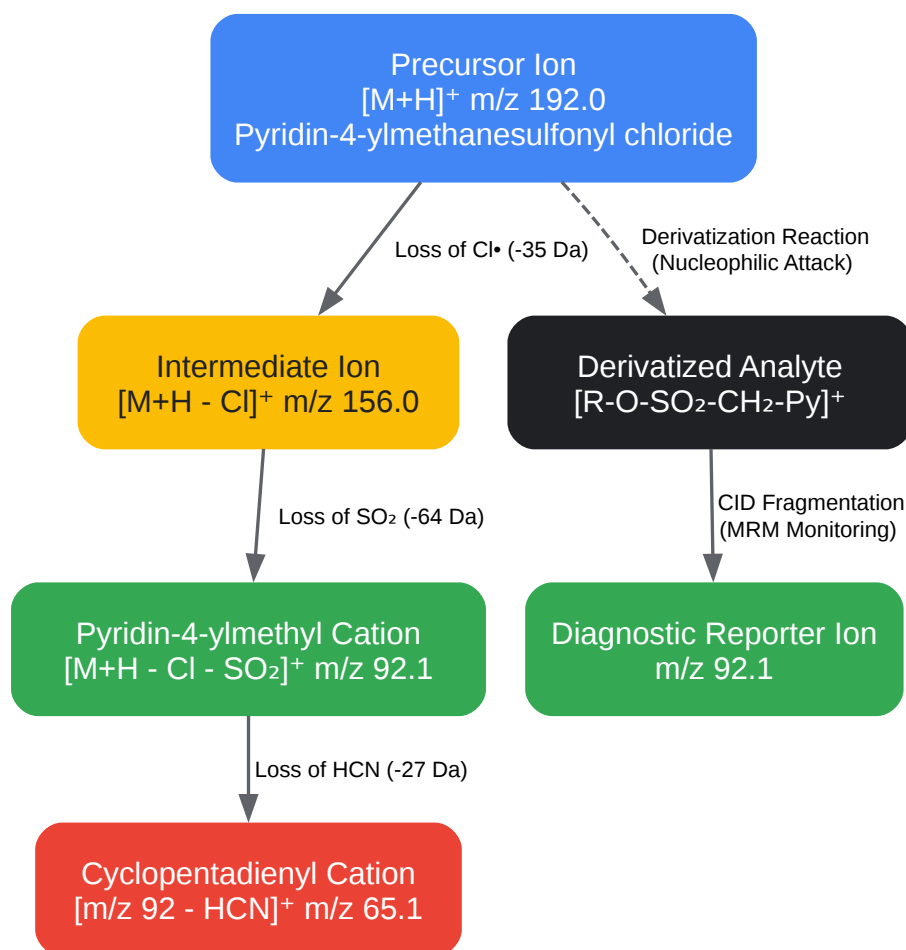 Precursor Ion
[M+H]⁺ m/z 192.0
Pyridin-4-ylmethanesulfonyl chloride
Loss of Cl• (-35 Da)
Derivatization Reaction
(Nucleophilic Attack)
Intermediate Ion
[M+H - Cl]⁺ m/z 156.0
Derivatized Analyte
[R-O-SO₂-CH₂-Py]⁺
Loss of SO₂ (-64 Da)
CID Fragmentation
(MRM Monitoring)
Pyridin-4-ylmethyl Cation
[M+H - Cl - SO₂]⁺ m/z 92.1
Diagnostic Reporter Ion
m/z 92.1
Loss of HCN (-27 Da)
Cyclopentadienyl Cation
[m/z 92 - HCN]⁺ m/z 65.1